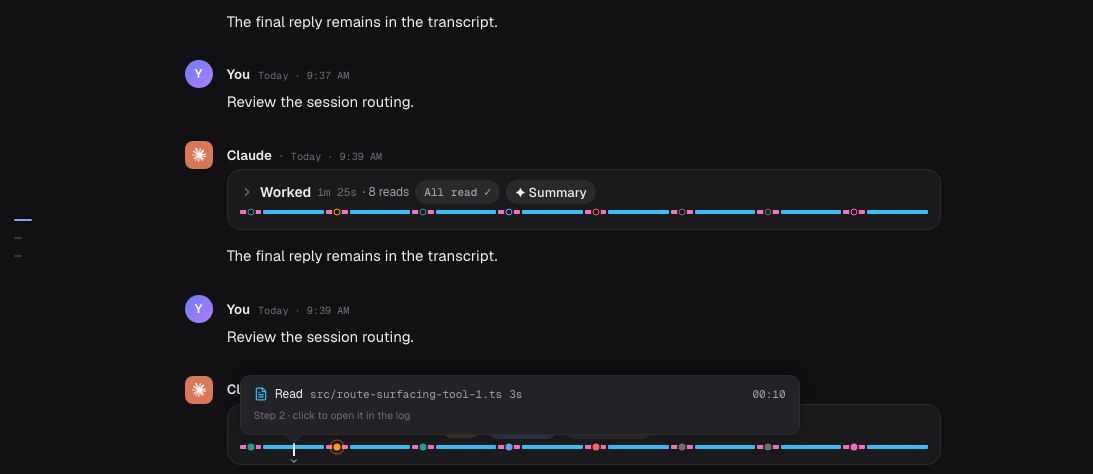 The final reply remains in the transcript.
Y You Today · 9:37 AM
Review the session routing.
Claude · Today · 9:39 AM
Worked 1m 25s · 8 reads All read ✓ Summary
The final reply remains in the transcript.
Y You Today · 9:39 AM
Review the session routing.
Cl
Read src/route-surfacing-tool-1.ts 3s 00:10
Step 2 · click to open it in the log